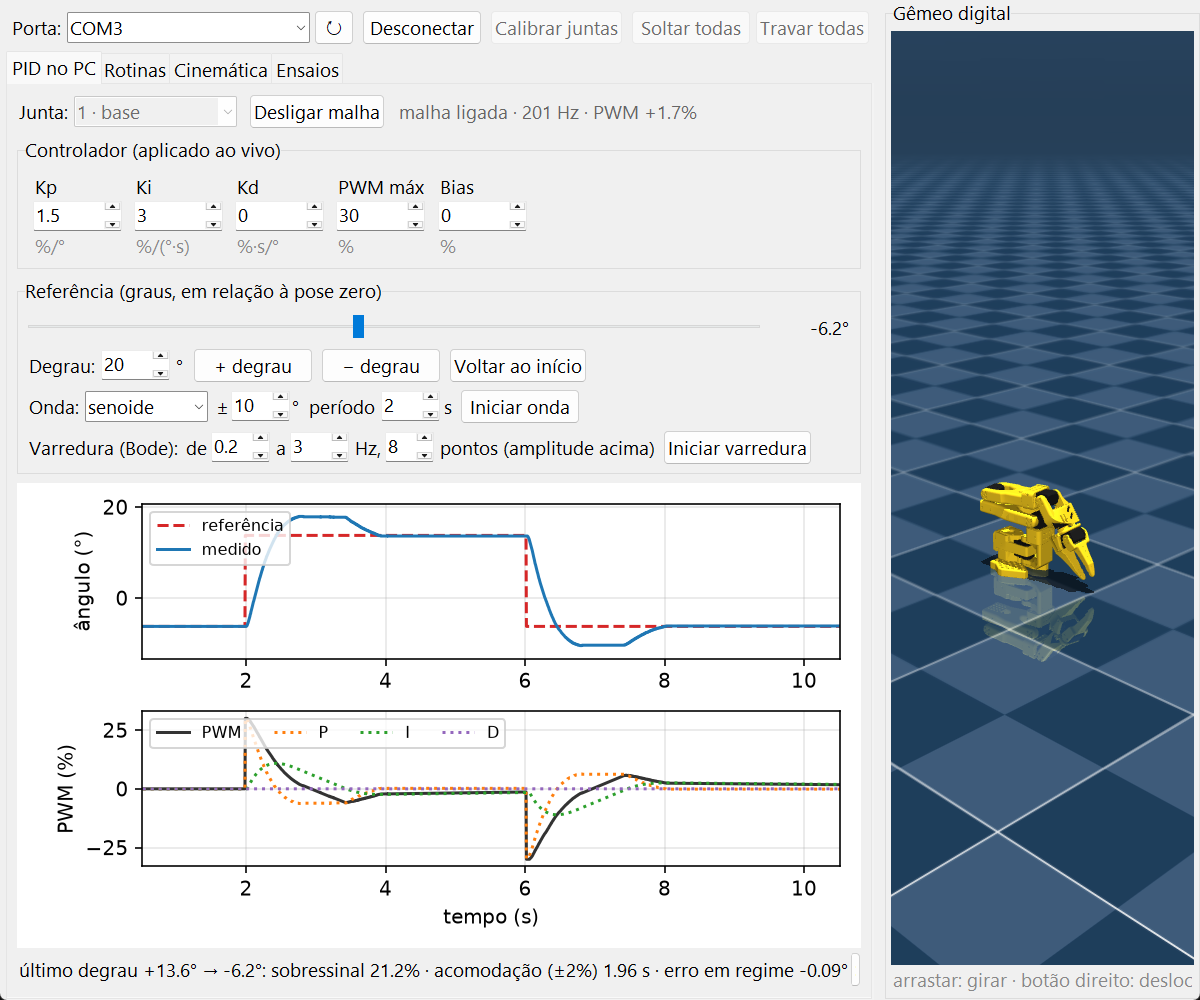 Porta: COM3 Desconectar Calibrar juntas Soltar todas Travar todas
PID no PC Rotinas Cinemática Ensaios
Junta: 1 · base Desligar malha malha ligada · 201 Hz · PWM +1.7%
Controlador (aplicado ao vivo)
Kp Ki Kd PWM máx Bias
1.5 3 0 30 0
%/° %/(°·s) %·s/° % %
Referência (graus, em relação à pose zero)
-6.2°
Degrau: 20 ° + degrau − degrau Voltar ao início
Onda: senoide ± 10 ° período 2 s Iniciar onda
Varredura (Bode): de 0.2 a 3 Hz, 8 pontos (amplitude acima) Iniciar varredura
20
0
ângulo (°)
referência
medido
2 4 6 8 10
25
0
−25
PWM (%)
PWM P I D
2 4 6 8 10
tempo (s)
último degrau +13.6° → -6.2°: sobressinal 21.2% · acomodação (±2%) 1.96 s · erro em regime -0.09°
Gêmeo digital
arrastar: girar · botão direito: desloc